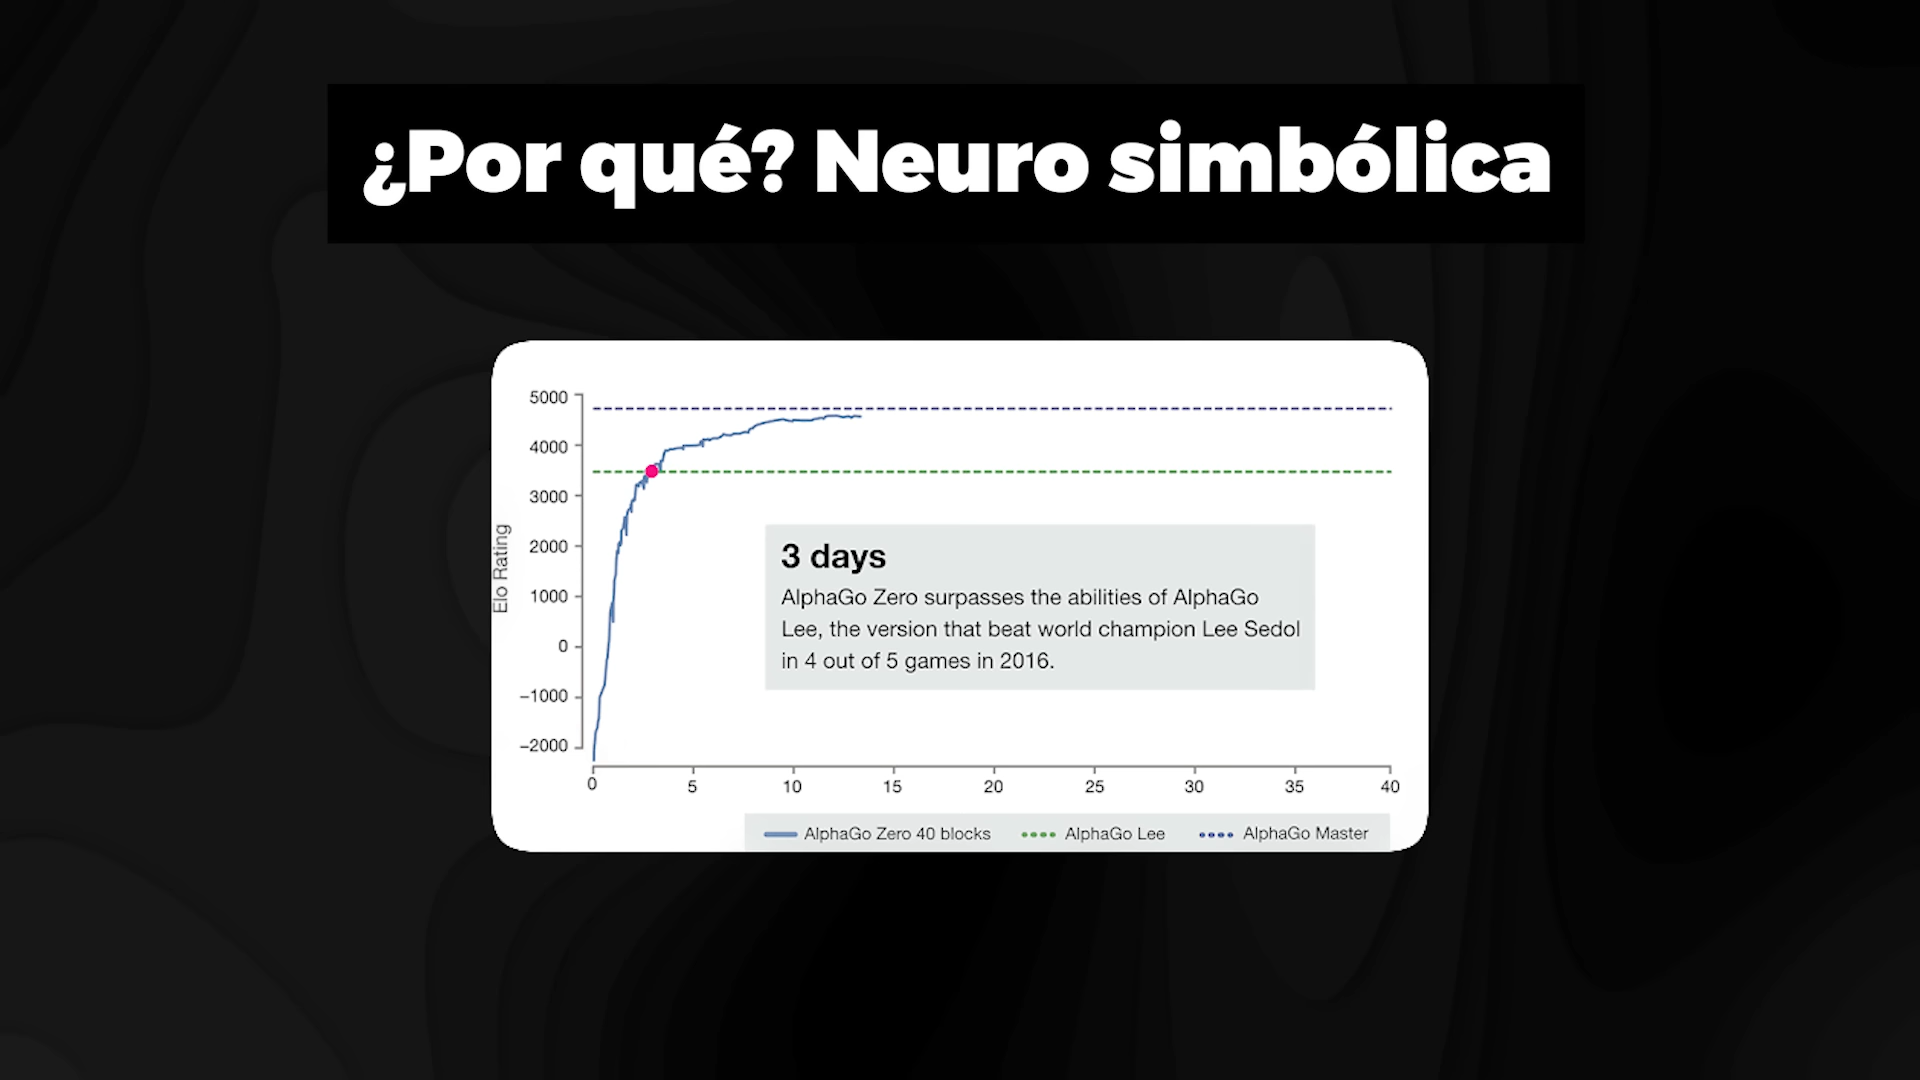 ¿Por qué? Neuro simbólica
5000
4000
3000
2000
1000
0
−1000
−2000
Elo Rating
3 days
AlphaGo Zero surpasses the abilities of AlphaGo
Lee, the version that beat world champion Lee Sedol
in 4 out of 5 games in 2016.
0 5 10 15 20 25 30 35 40
AlphaGo Zero 40 blocks AlphaGo Lee AlphaGo Master